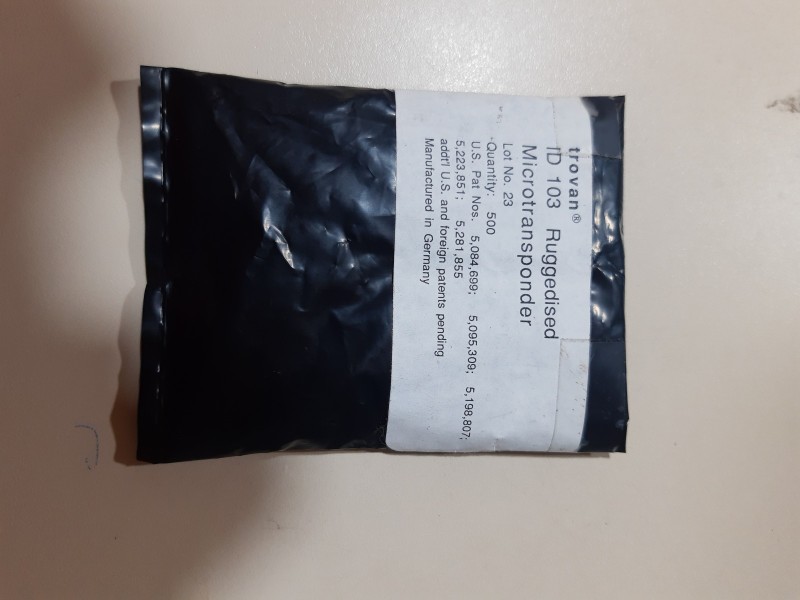 trovan®
ID 103 Ruggedised
Microtransponder
Lot No. 23
Quantity: 500
U.S. Pat Nos. 5,084,699; 5,095,309; 5,198,807;
5,223,851; 5,281,855
addt'l U.S. and foreign patents pending
Manufactured in Germany